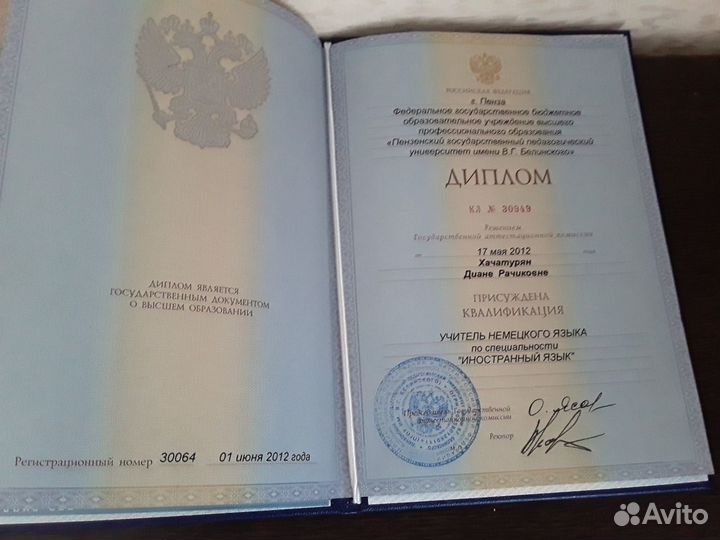 ДИПЛОМ ЯВЛЯЕТСЯ
ГОСУДАРСТВЕННЫМ ДОКУМЕНТОМ
О ВЫСШЕМ ОБРАЗОВАНИИ
Регистрационный номер 30064 01 июня 2012 года
РОССИЙСКАЯ ФЕДЕРАЦИЯ
г. Пенза
Федеральное государственное бюджетное
образовательное учреждение высшего
профессионального образования
«Пензенский государственный педагогический
университет имени В.Г. Белинского»
ДИПЛОМ
КЛ № 30949
Решением
Государственной аттестационной комиссии
от 17 мая 2012 года
Хачатурян
Диане Рачиковне
ПРИСУЖДЕНА
КВАЛИФИКАЦИЯ
УЧИТЕЛЬ НЕМЕЦКОГО ЯЗЫКА
по специальности
"ИНОСТРАННЫЙ ЯЗЫК"
Председатель Государственной
аттестационной комиссии
Ректор
Avito